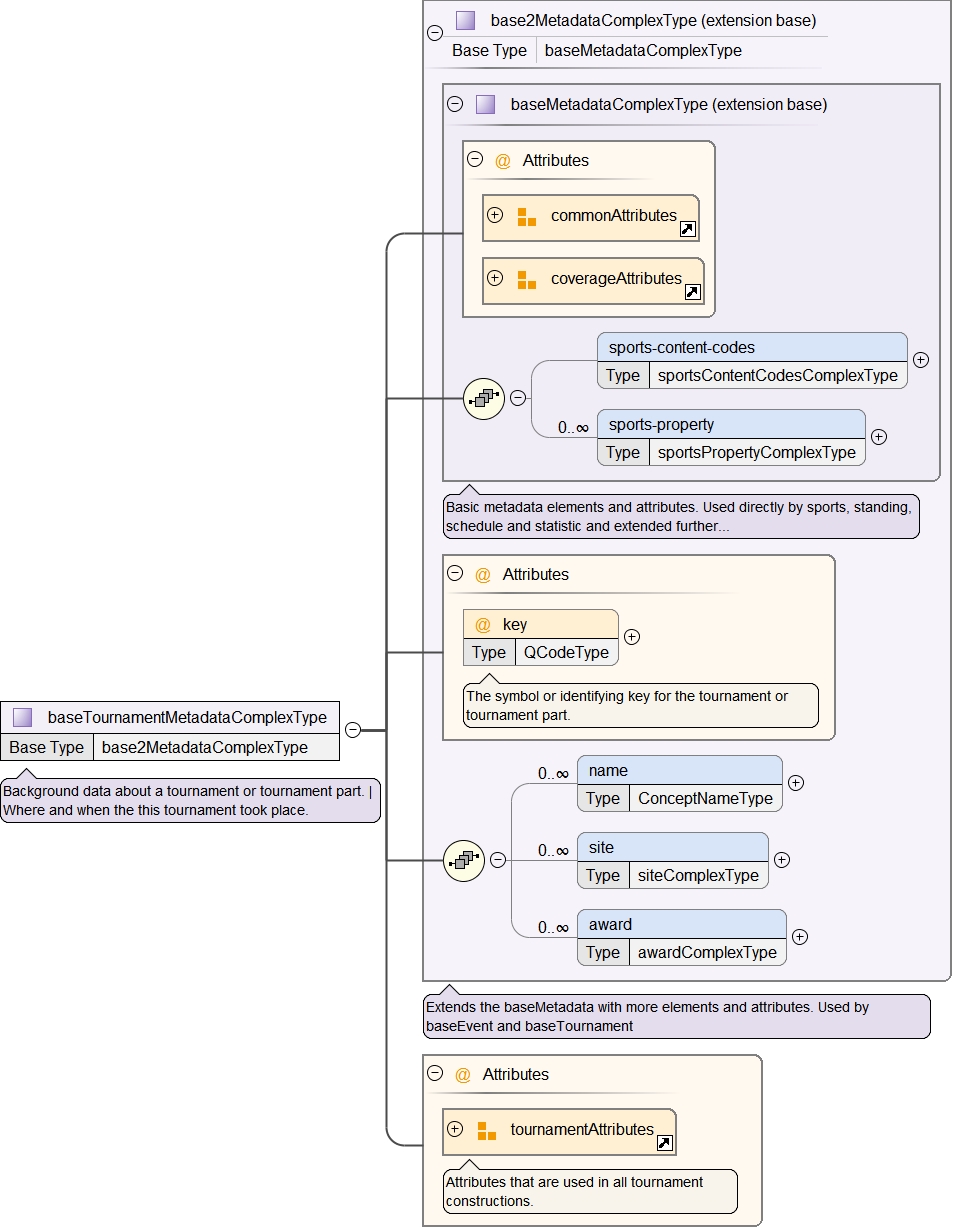 base2MetadataComplexType (extension base)
Base Type baseMetadataComplexType
baseMetadataComplexType (extension base)
@ Attributes
commonAttributes
coverageAttributes
sports-content-codes
Type sportsContentCodesComplexType
0..∞
sports-property
Type sportsPropertyComplexType
Basic metadata elements and attributes. Used directly by sports, standing,
schedule and statistic and extended further...
@ Attributes
@ key
Type QCodeType
The symbol or identifying key for the tournament or
tournament part.
baseTournamentMetadataComplexType
Base Type base2MetadataComplexType
Background data about a tournament or tournament part. |
Where and when the this tournament took place.
0..∞
name
Type ConceptNameType
0..∞
site
Type siteComplexType
0..∞
award
Type awardComplexType
Extends the baseMetadata with more elements and attributes. Used by
baseEvent and baseTournament
@ Attributes
tournamentAttributes
Attributes that are used in all tournament
constructions.